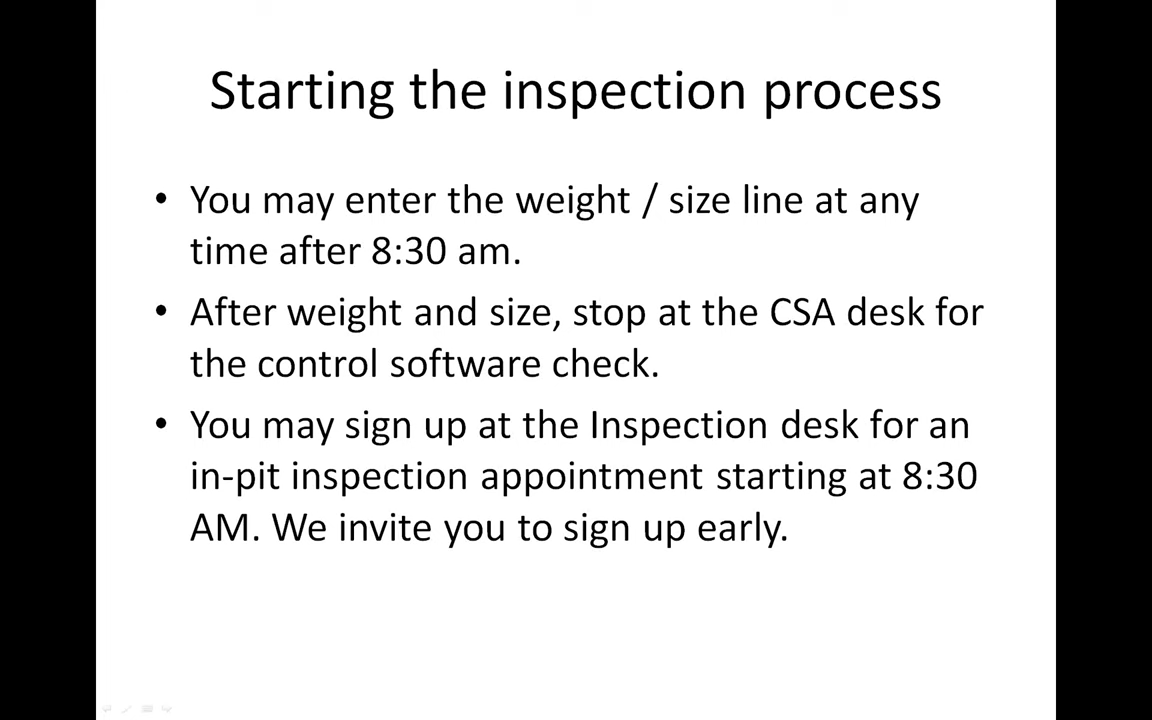 Starting the inspection process
• You may enter the weight / size line at any
time after 8:30 am.
• After weight and size, stop at the CSA desk for
the control software check.
• You may sign up at the Inspection desk for an
in-pit inspection appointment starting at 8:30
AM. We invite you to sign up early.